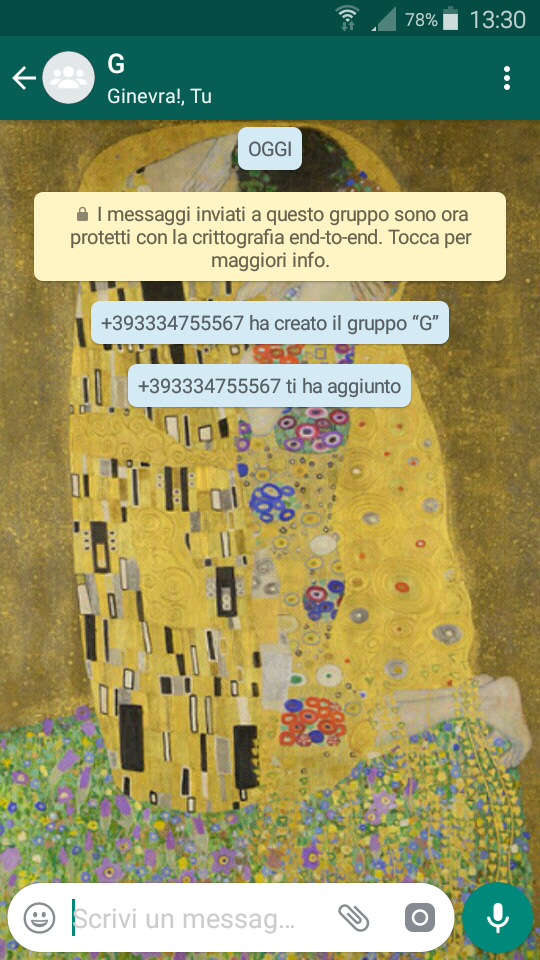 78% 13:30
G
Ginevra!, Tu
OGGI
I messaggi inviati a questo gruppo sono ora
protetti con la crittografia end-to-end. Tocca per
maggiori info.
+393334755567 ha creato il gruppo “G”
+393334755567 ti ha aggiunto
Scrivi un messag...